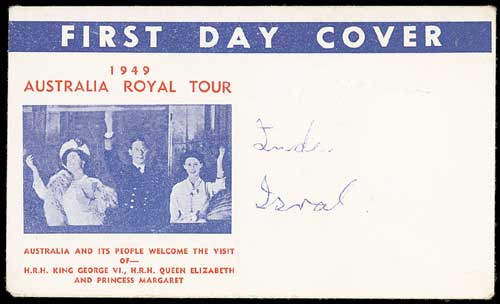 FIRST DAY COVER
1949
AUSTRALIA ROYAL TOUR
AUSTRALIA AND ITS PEOPLE WELCOME THE VISIT
OF—
H.R.H. KING GEORGE VI., H.R.H. QUEEN ELIZABETH
AND PRINCESS MARGARET